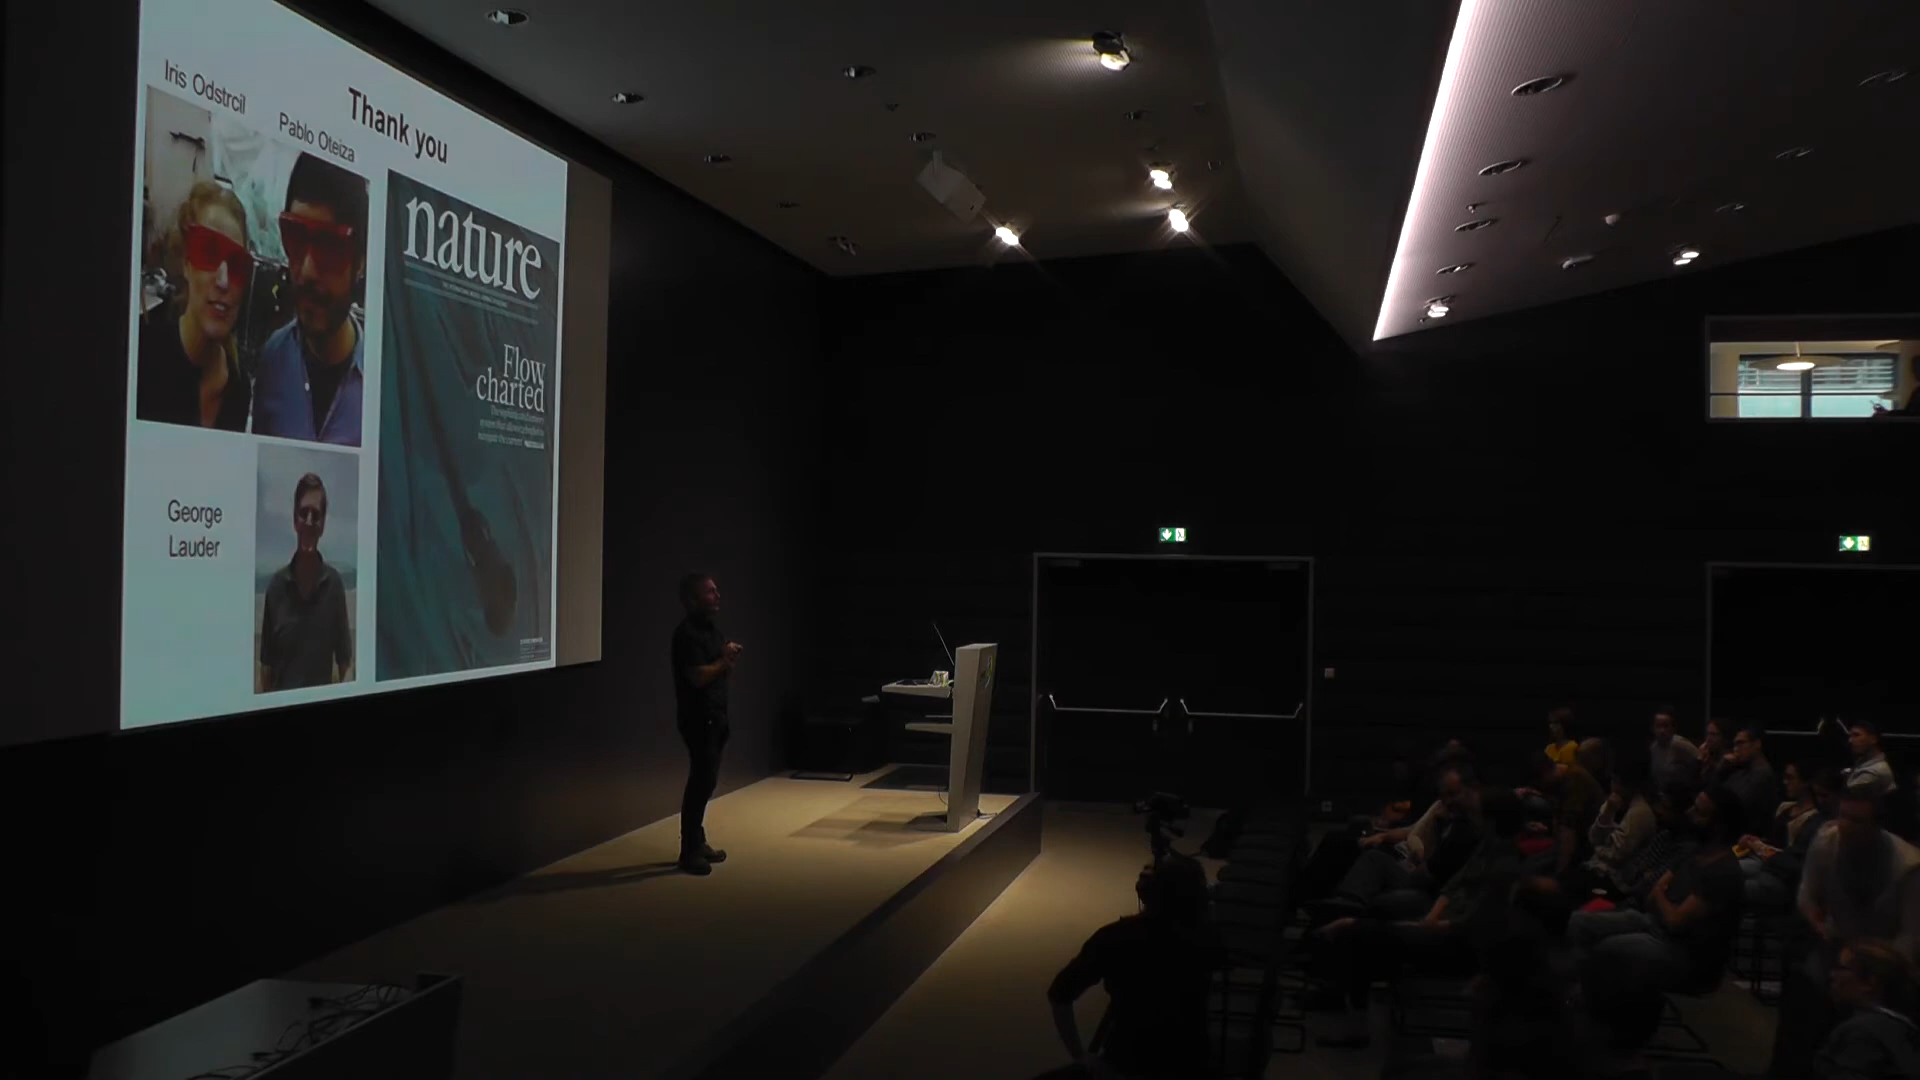 Thank you
Iris Odstrcil
Pablo Oteiza
George
Lauder
nature
Flow
charted